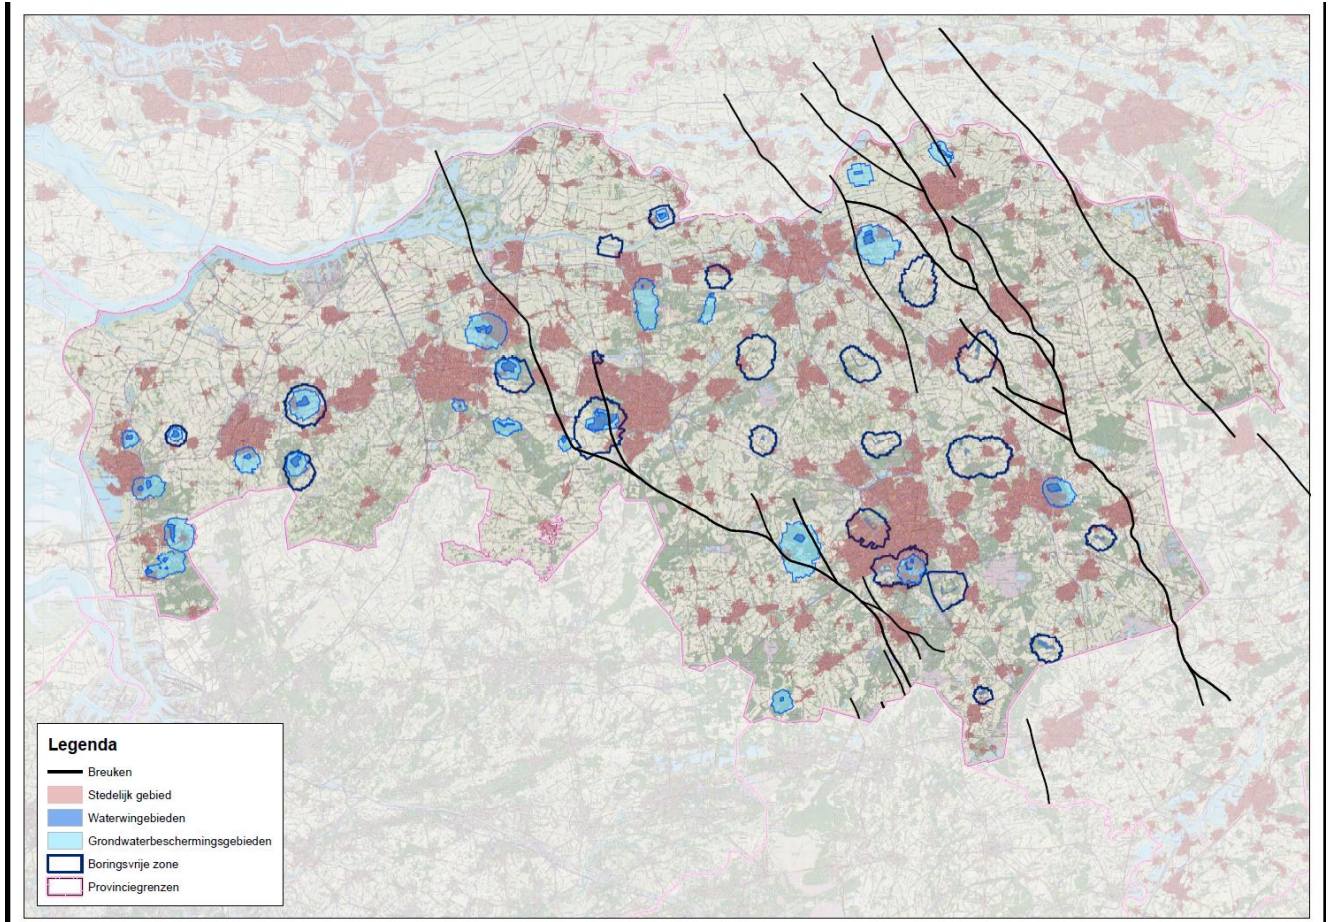 Legenda
Breuken
Stedelijk gebied
Waterwingebieden
Grondwaterbeschermingsgebieden
Boringsvrije zone
Provinciegrenzen